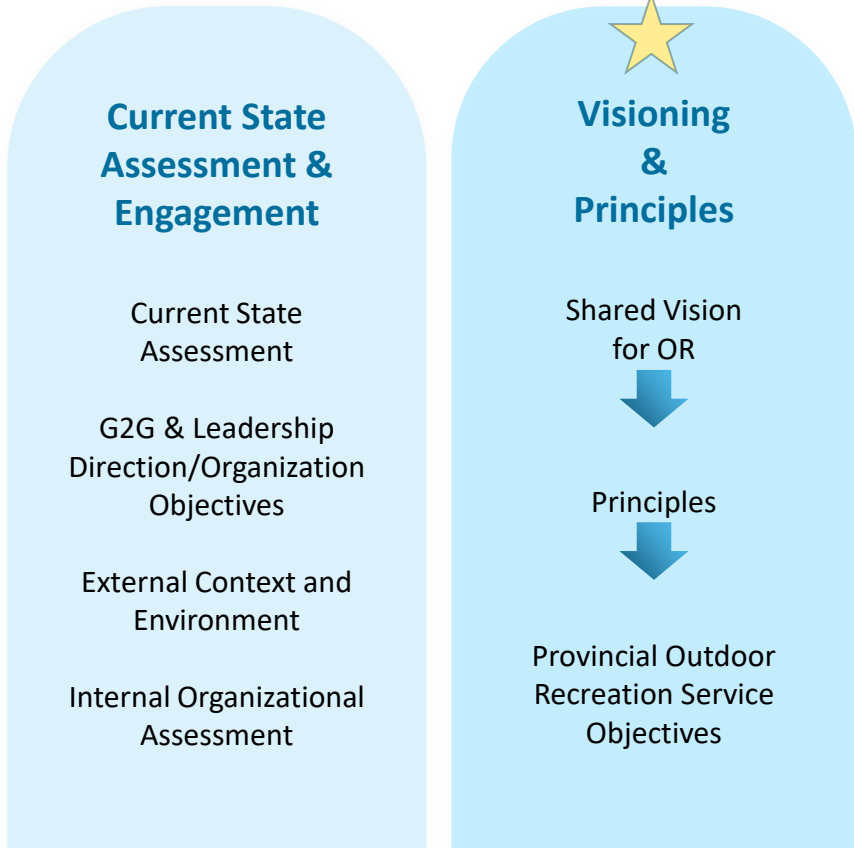 Current State
Assessment &
Engagement
Current State
Assessment
G2G & Leadership
Direction/Organization
Objectives
External Context and
Environment
Internal Organizational
Assessment
Visioning
&
Principles
Shared Vision
for OR
Principles
Provincial Outdoor
Recreation Service
Objectives